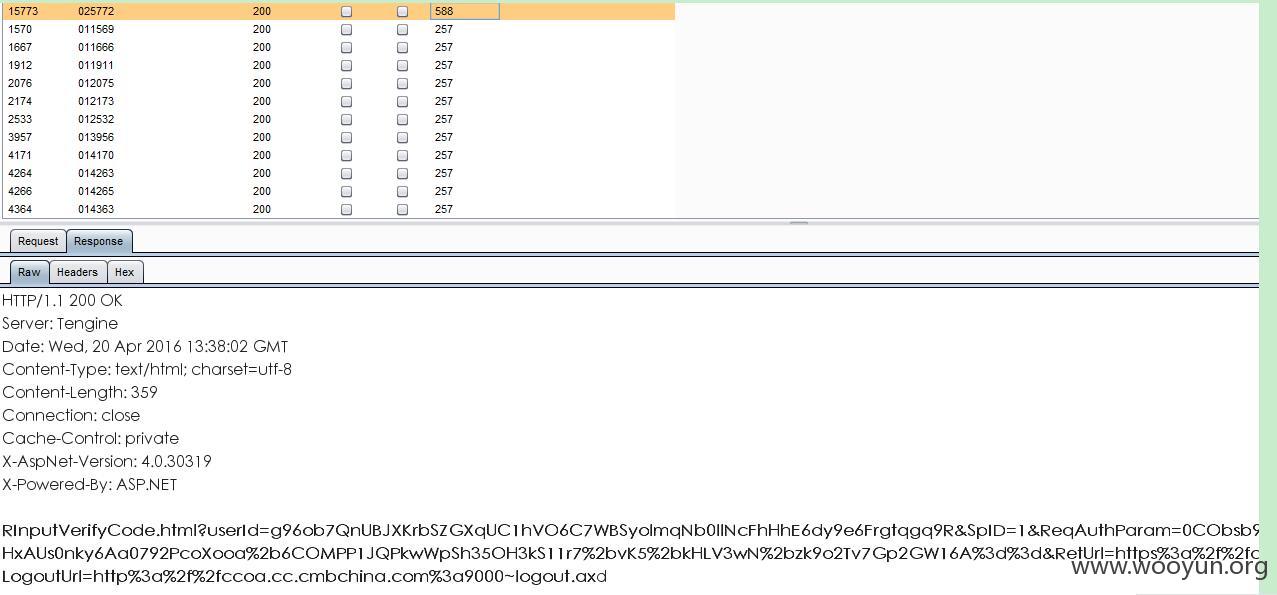 15773 025772 200 588
1570 011569 200 257
1667 011666 200 257
1912 011911 200 257
2076 012075 200 257
2174 012173 200 257
2533 012532 200 257
3957 013956 200 257
4171 014170 200 257
4264 014263 200 257
4266 014265 200 257
4364 014363 200 257
Request Response
Raw Headers Hex
HTTP/1.1 200 OK
Server: Tengine
Date: Wed, 20 Apr 2016 13:38:02 GMT
Content-Type: text/html; charset=utf-8
Content-Length: 359
Connection: close
Cache-Control: private
X-AspNet-Version: 4.0.30319
X-Powered-By: ASP.NET
RInputVerifyCode.html?userId=g96ob7QnUBJXKrbSZGXqUC1hVO6C7WBSyolmqNb0llNcFhHhE6dy9e6Frgtqgq9R&SpID=1&ReqAuthParam=0CObsb9
HxAUs0nky6Aa0792PcoXooa%2b6COMPP1JQPkwWpSh35OH3kS11r7%2bvK5%2bkHLV3wN%2bzk9o2Tv7Gp2GW16A%3d%3d&RetUrl=https%3a%2f%2fc
LogoutUrl=http%3a%2f%2fccoa.cc.cmbchina.com%3a9000~logout.axd
www.wooyun.org